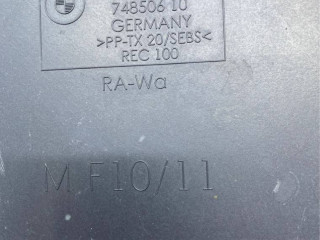 748506 10
GERMANY
>PP-TX 20/SEBS<
REC 100
RA-Wa
M F10/11